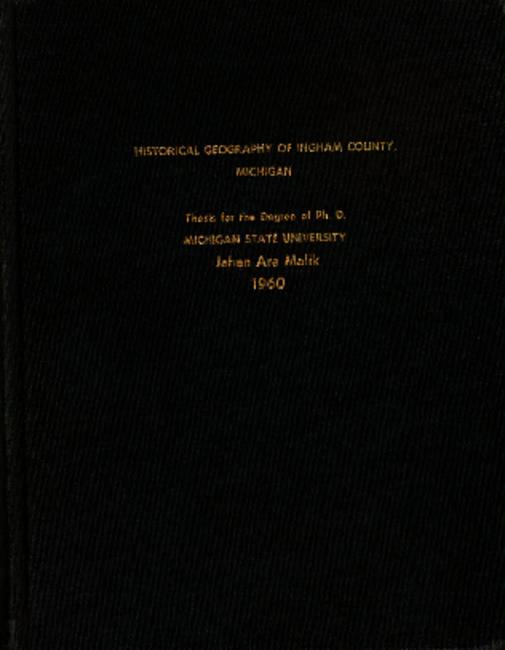 HISTORICAL GEOGRAPHY OF INGHAM COUNTY,
MICHIGAN
Thesis for the Degree of Ph. D.
MICHIGAN STATE UNIVERSITY
Jahan Ara Malik
1960